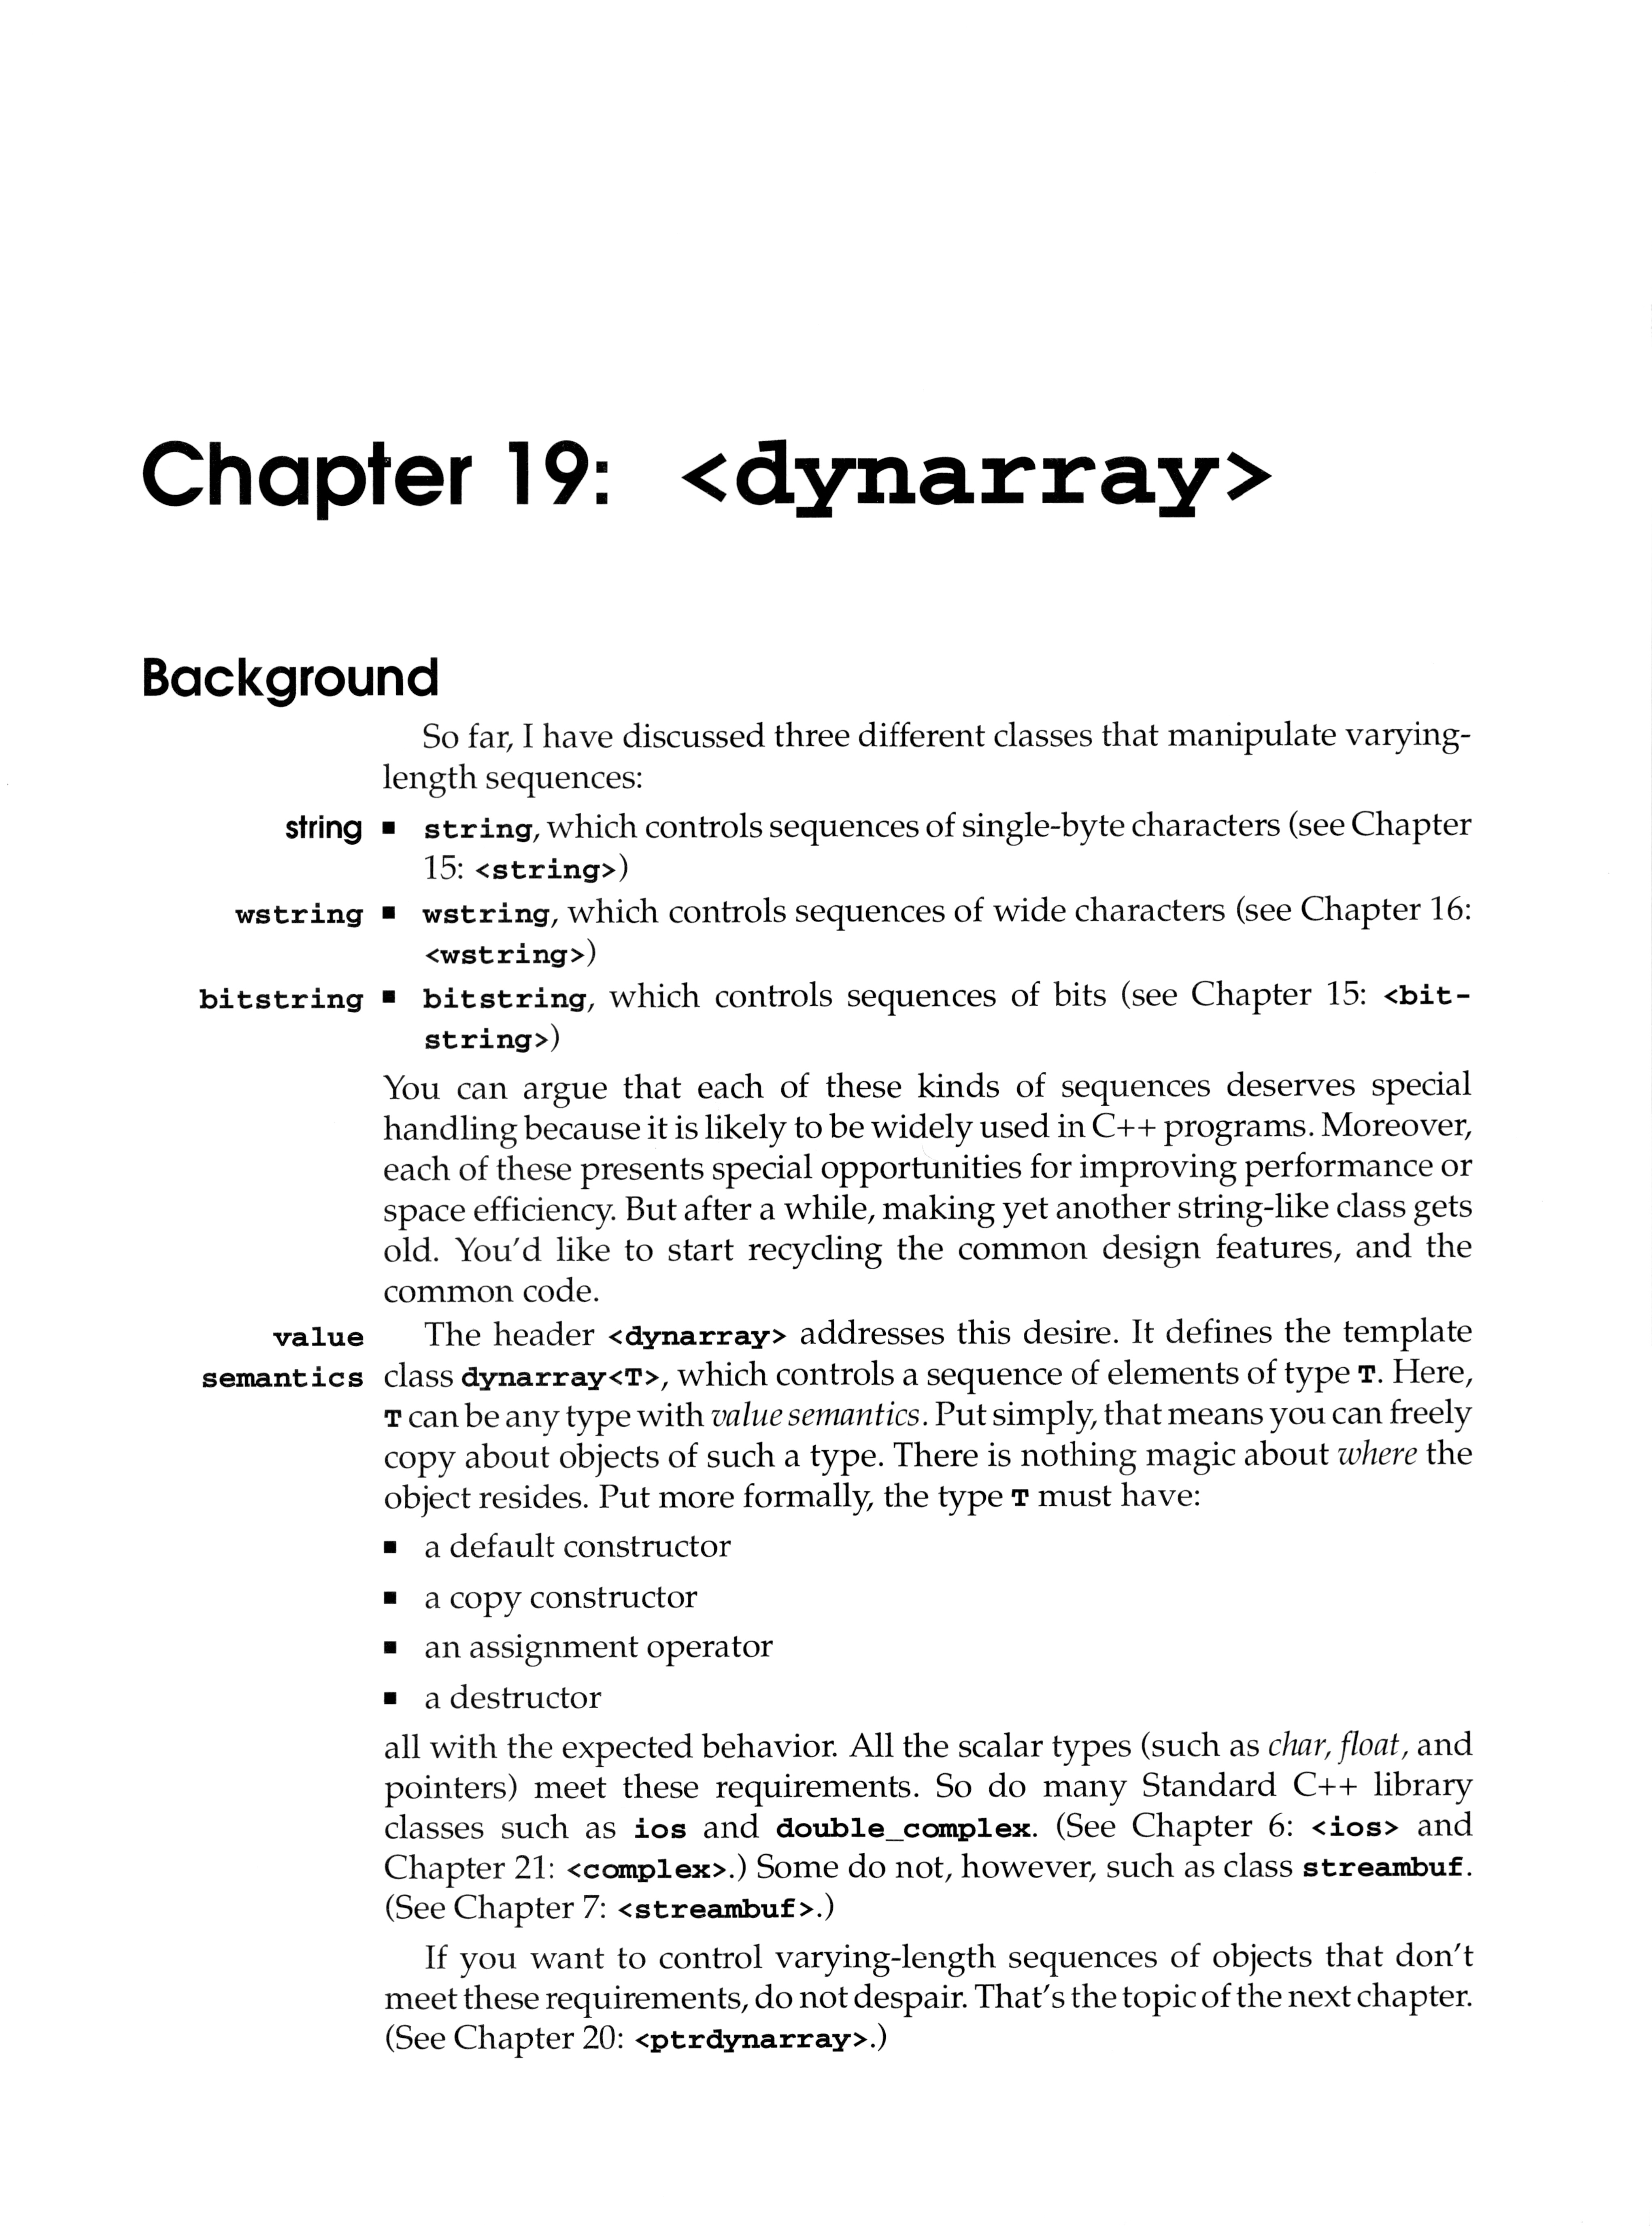 Chapter 19: <dynarray>
Background
So far, I have discussed three different classes that manipulate varying-
length sequences:
string ■ string, which controls sequences of single-byte characters (see Chapter
15: <string>)
wstring ■ wstring, which controls sequences of wide characters (see Chapter 16:
<wstring>)
bitstring ■ bitstring, which controls sequences of bits (see Chapter 15: <bit-
string>)
You can argue that each of these kinds of sequences deserves special
handling because it is likely to be widely used in C++ programs. Moreover,
each of these presents special opportunities for improving performance or
space efficiency. But after a while, making yet another string-like class gets
old. You'd like to start recycling the common design features, and the
common code.
value The header <dynarray> addresses this desire. It defines the template
semantics class dynarray<T>, which controls a sequence of elements of type T. Here,
T can be any type with value semantics. Put simply, that means you can freely
copy about objects of such a type. There is nothing magic about where the
object resides. Put more formally, the type T must have:
■ a default constructor
■ a copy constructor
■ an assignment operator
■ a destructor
all with the expected behavior. All the scalar types (such as char, float, and
pointers) meet these requirements. So do many Standard C++ library
classes such as ios and double_complex. (See Chapter 6: <ios> and
Chapter 21: <complex>.) Some do not, however, such as class streambuf.
(See Chapter 7: <streambuf>.)
If you want to control varying-length sequences of objects that don't
meet these requirements, do not despair. That's the topic of the next chapter.
(See Chapter 20: <ptrdynarray>.)